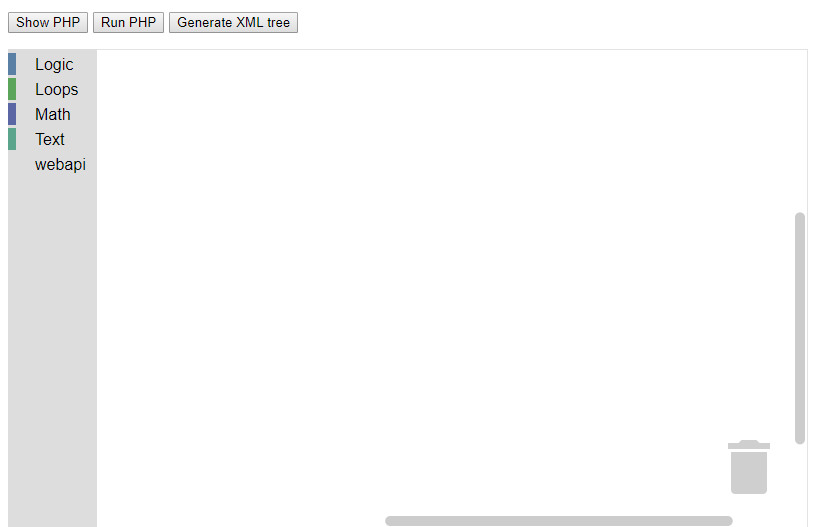 Show PHP Run PHP Generate XML tree
Logic
Loops
Math
Text
webapi